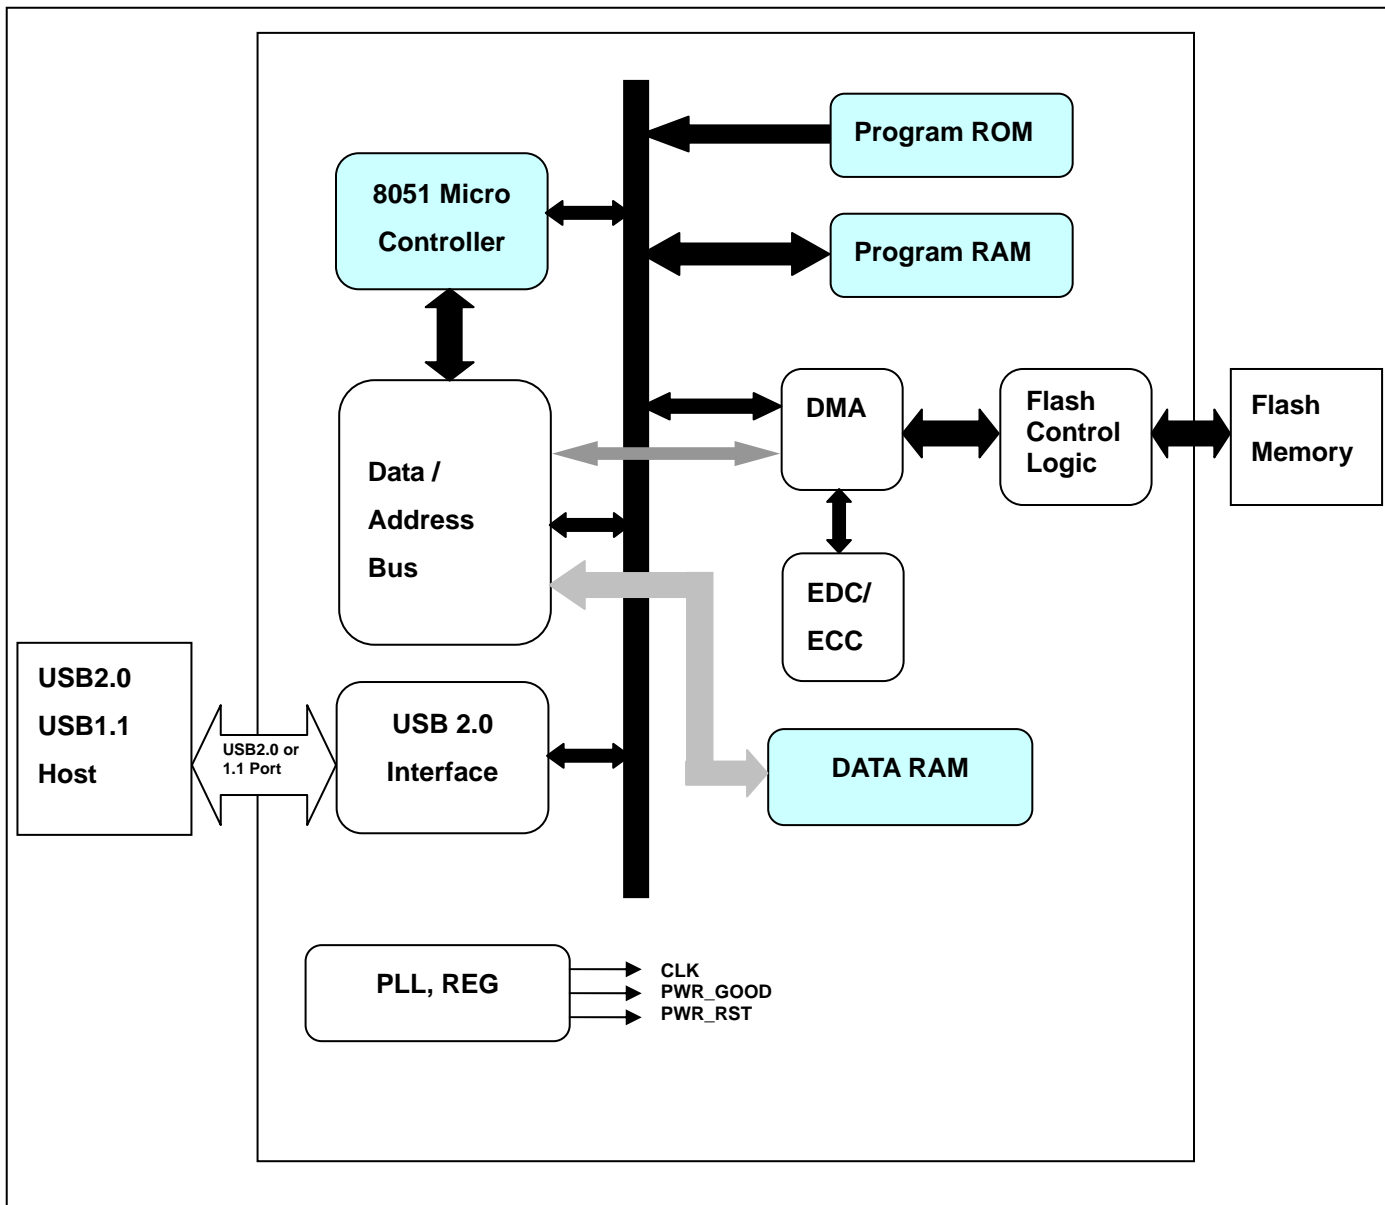 Program ROM
8051 Micro
Controller
Program RAM
DMA
Flash
Control
Logic
Flash
Memory
Data /
Address
Bus
EDC/
ECC
USB2.0
USB1.1
Host
USB2.0 or
1.1 Port
USB 2.0
Interface
DATA RAM
PLL, REG
CLK
PWR_GOOD
PWR_RST